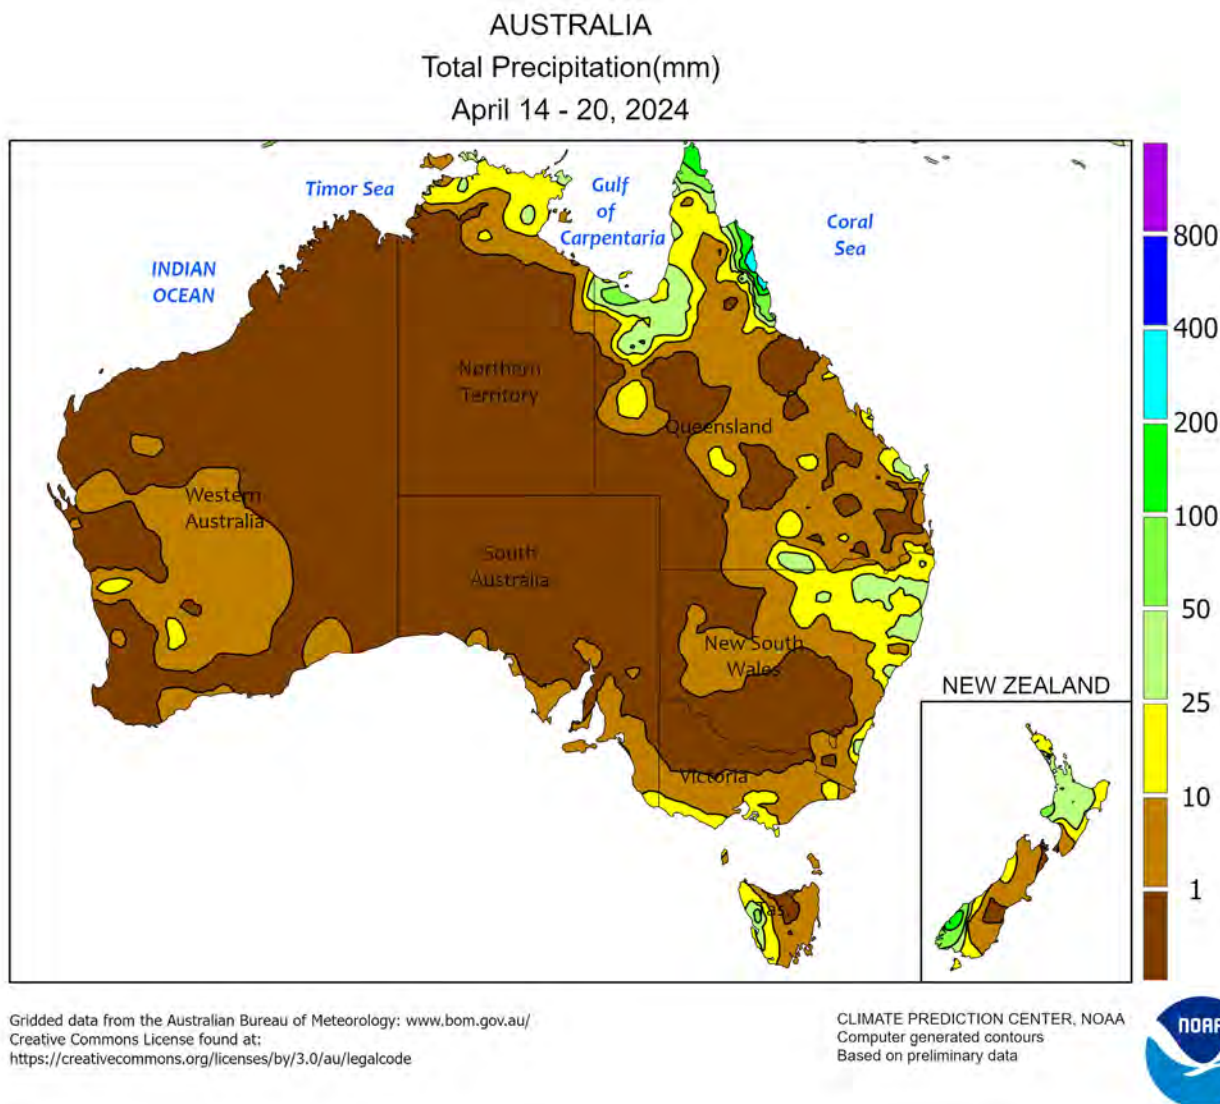 AUSTRALIA
Total Precipitation(mm)
April 14 - 20, 2024
Timor Sea
Gulf
of
Carpentaria
Coral
Sea
INDIAN
OCEAN
Northern
Territory
Queensland
Western
Australia
South
Australia
New South
Wales
Victoria
Tas
NEW ZEALAND
800
400
200
100
50
25
10
1
Gridded data from the Australian Bureau of Meteorology: www.bom.gov.au/
Creative Commons License found at:
https://creativecommons.org/licenses/by/3.0/au/legalcode
CLIMATE PREDICTION CENTER, NOAA
Computer generated contours
Based on preliminary data